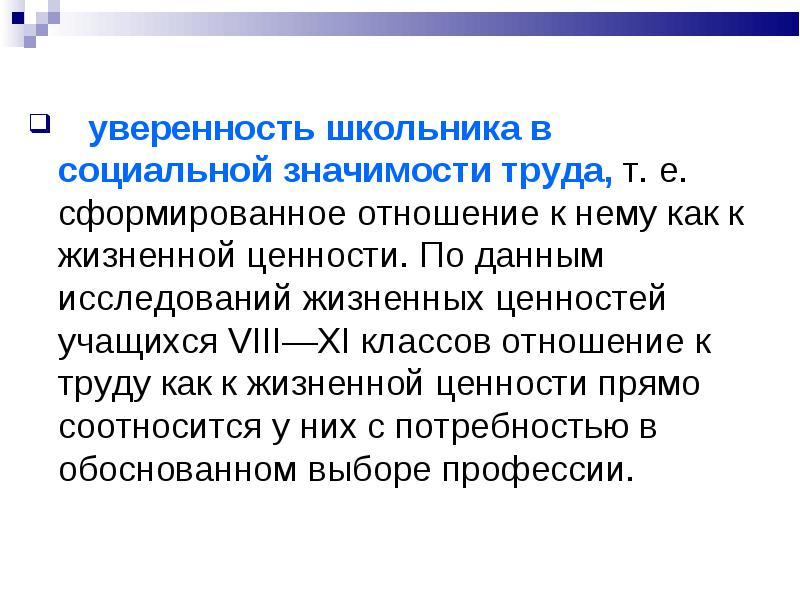 уверенность школьника в
социальной значимости труда, т. е.
сформированное отношение к нему как к
жизненной ценности. По данным
исследований жизненных ценностей
учащихся VIII—XI классов отношение к
труду как к жизненной ценности прямо
соотносится у них с потребностью в
обоснованном выборе профессии.